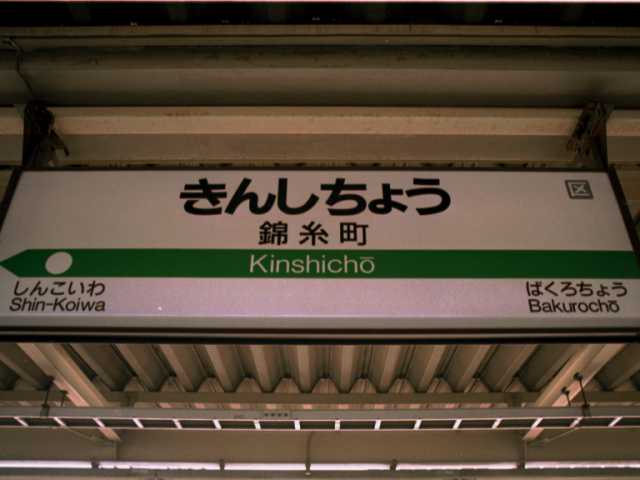 きんしちょう
区
錦糸町
Kinshichō
しんこいわ
Shin-Koiwa
ばくろちょう
Bakurochō